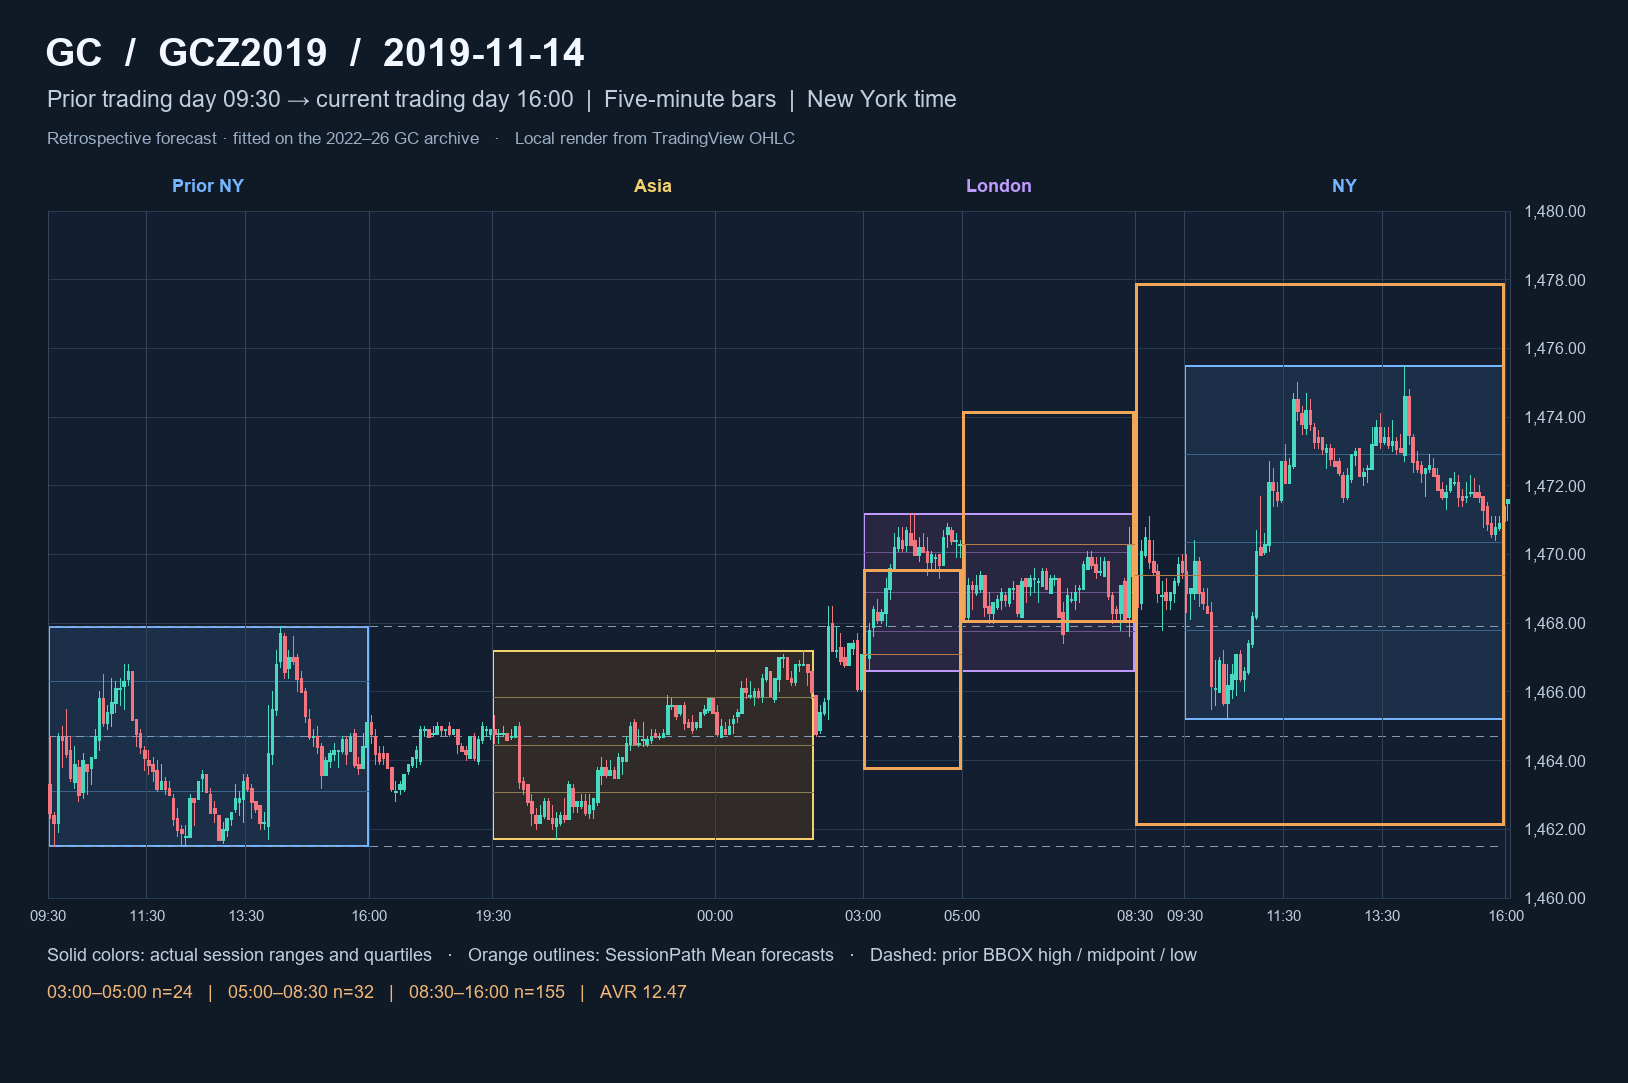 GC / GCZ2019 / 2019-11-14
Prior trading day 09:30 → current trading day 16:00 | Five-minute bars | New York time
Retrospective forecast · fitted on the 2022–26 GC archive · Local render from TradingView OHLC
Prior NY Asia London NY
1,480.00
1,478.00
1,476.00
1,474.00
1,472.00
1,470.00
1,468.00
1,466.00
1,464.00
1,462.00
1,460.00
09:30 11:30 13:30 16:00 19:30 00:00 03:00 05:00 08:30 09:30 11:30 13:30 16:00
Solid colors: actual session ranges and quartiles · Orange outlines: SessionPath Mean forecasts · Dashed: prior BBOX high / midpoint / low
03:00–05:00 n=24 | 05:00–08:30 n=32 | 08:30–16:00 n=155 | AVR 12.47